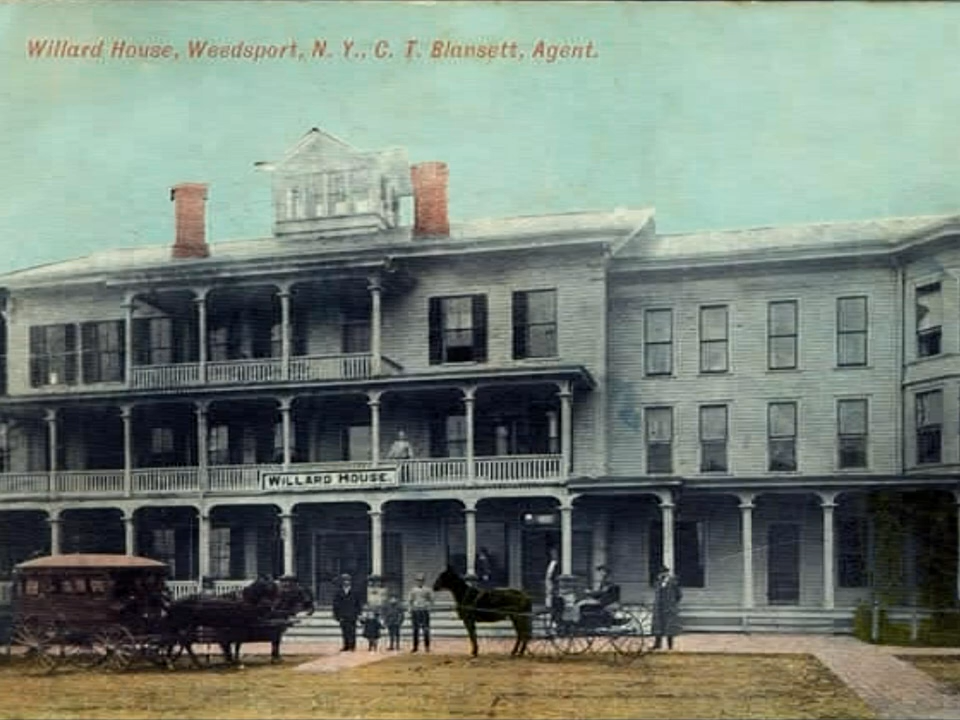 Willard House, Weedsport, N. Y., C. T. Blansett, Agent.
WILLARD HOUSE.